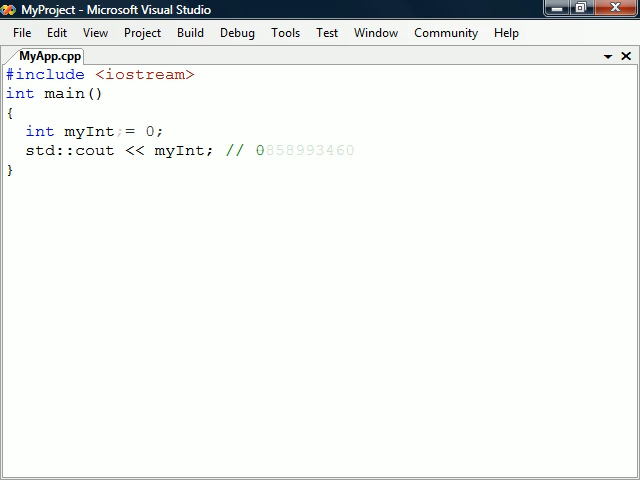 MyProject - Microsoft Visual Studio
File Edit View Project Build Debug Tools Test Window Community Help
MyApp.cpp
#include <iostream>
int main()
{
int myInt = 0;
std::cout << myInt; // 0858993460
}